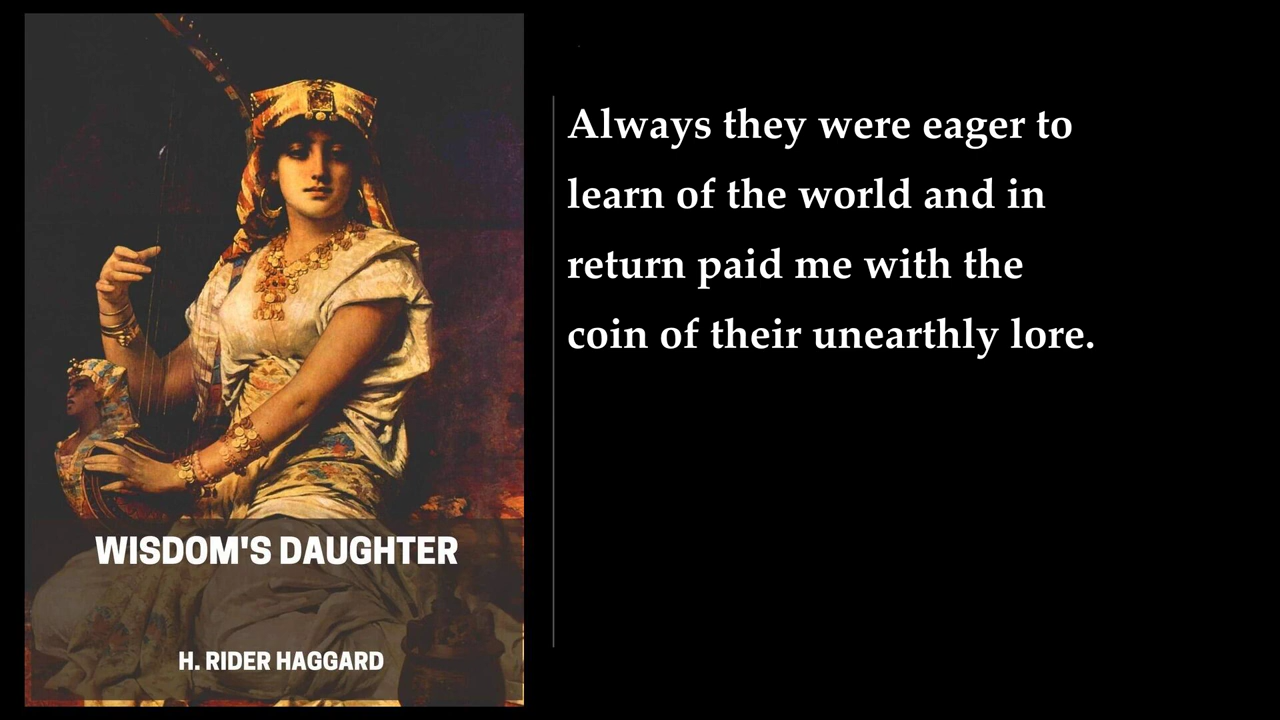 WISDOM'S DAUGHTER
H. RIDER HAGGARD
Always they were eager to
learn of the world and in
return paid me with the
coin of their unearthly lore.